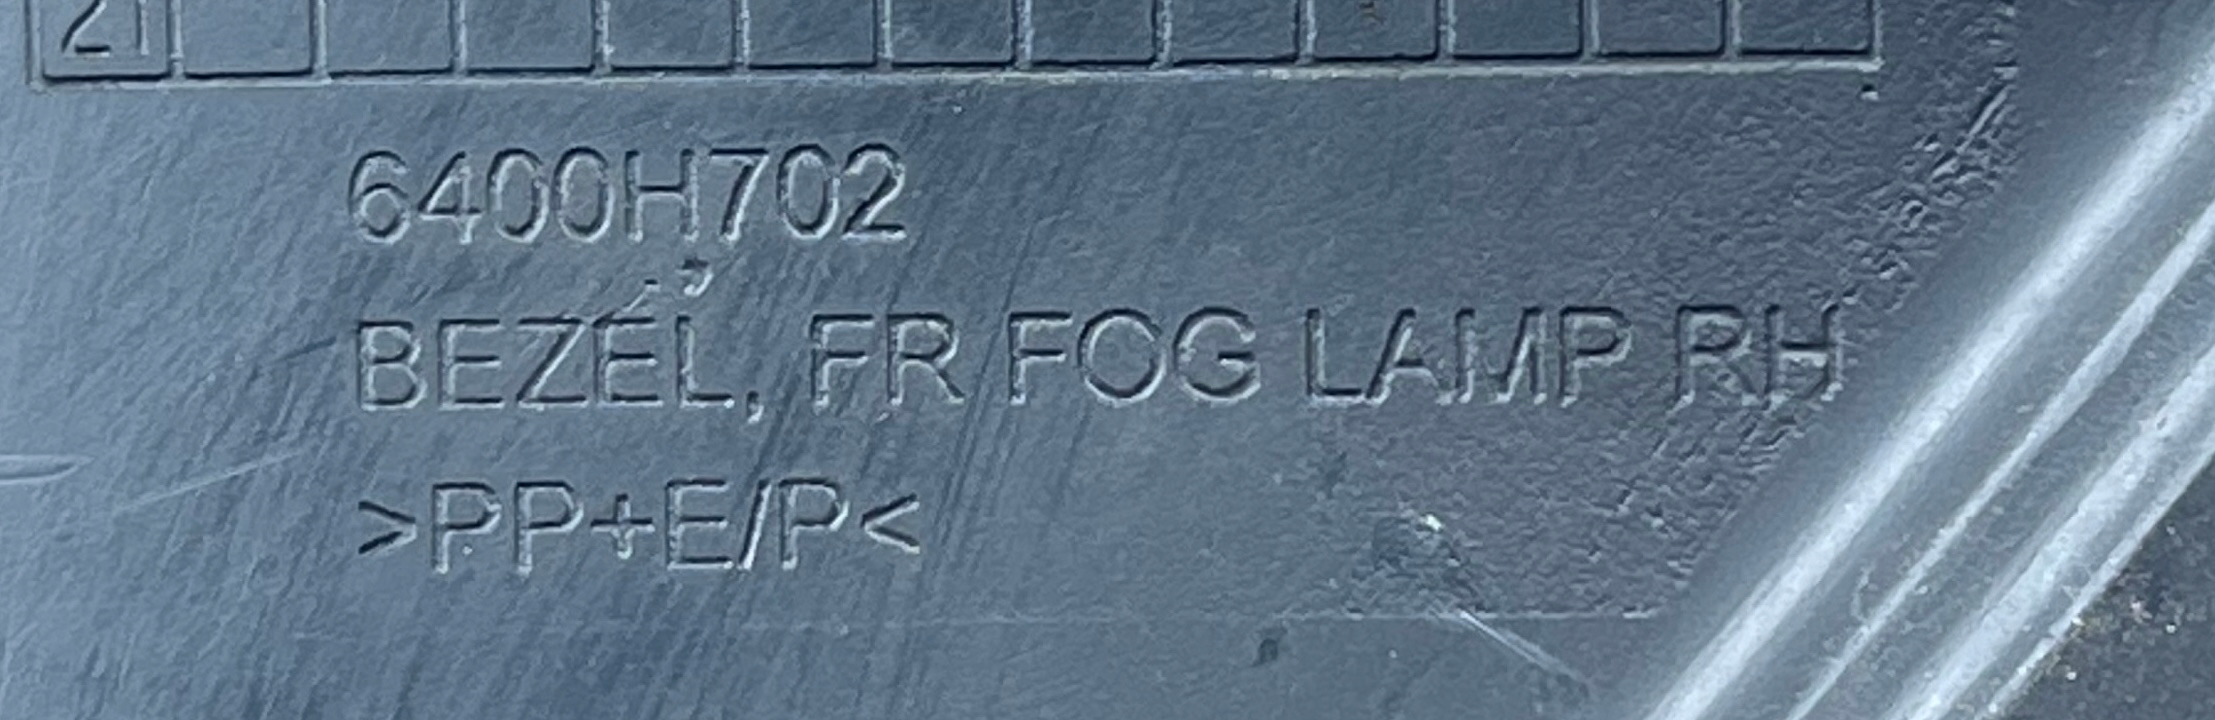 21
6400H702
BEZEL, FR FOG LAMP RH
>PP+E/P<